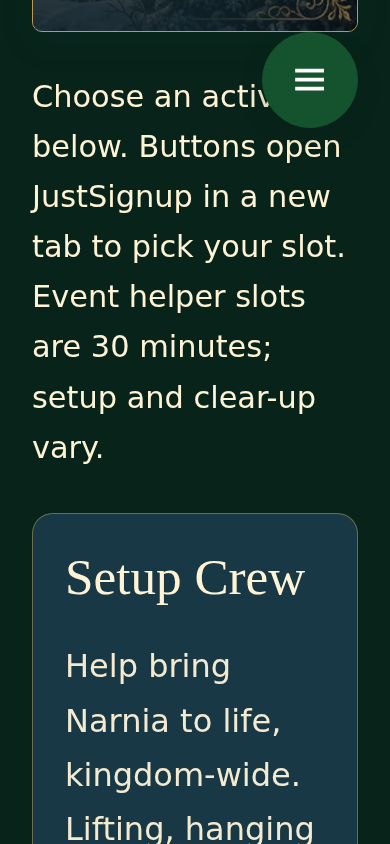 Choose an activ
below. Buttons open
JustSignup in a new
tab to pick your slot.
Event helper slots
are 30 minutes;
setup and clear-up
vary.
Setup Crew
Help bring
Narnia to life,
kingdom-wide.
Lifting, hanging